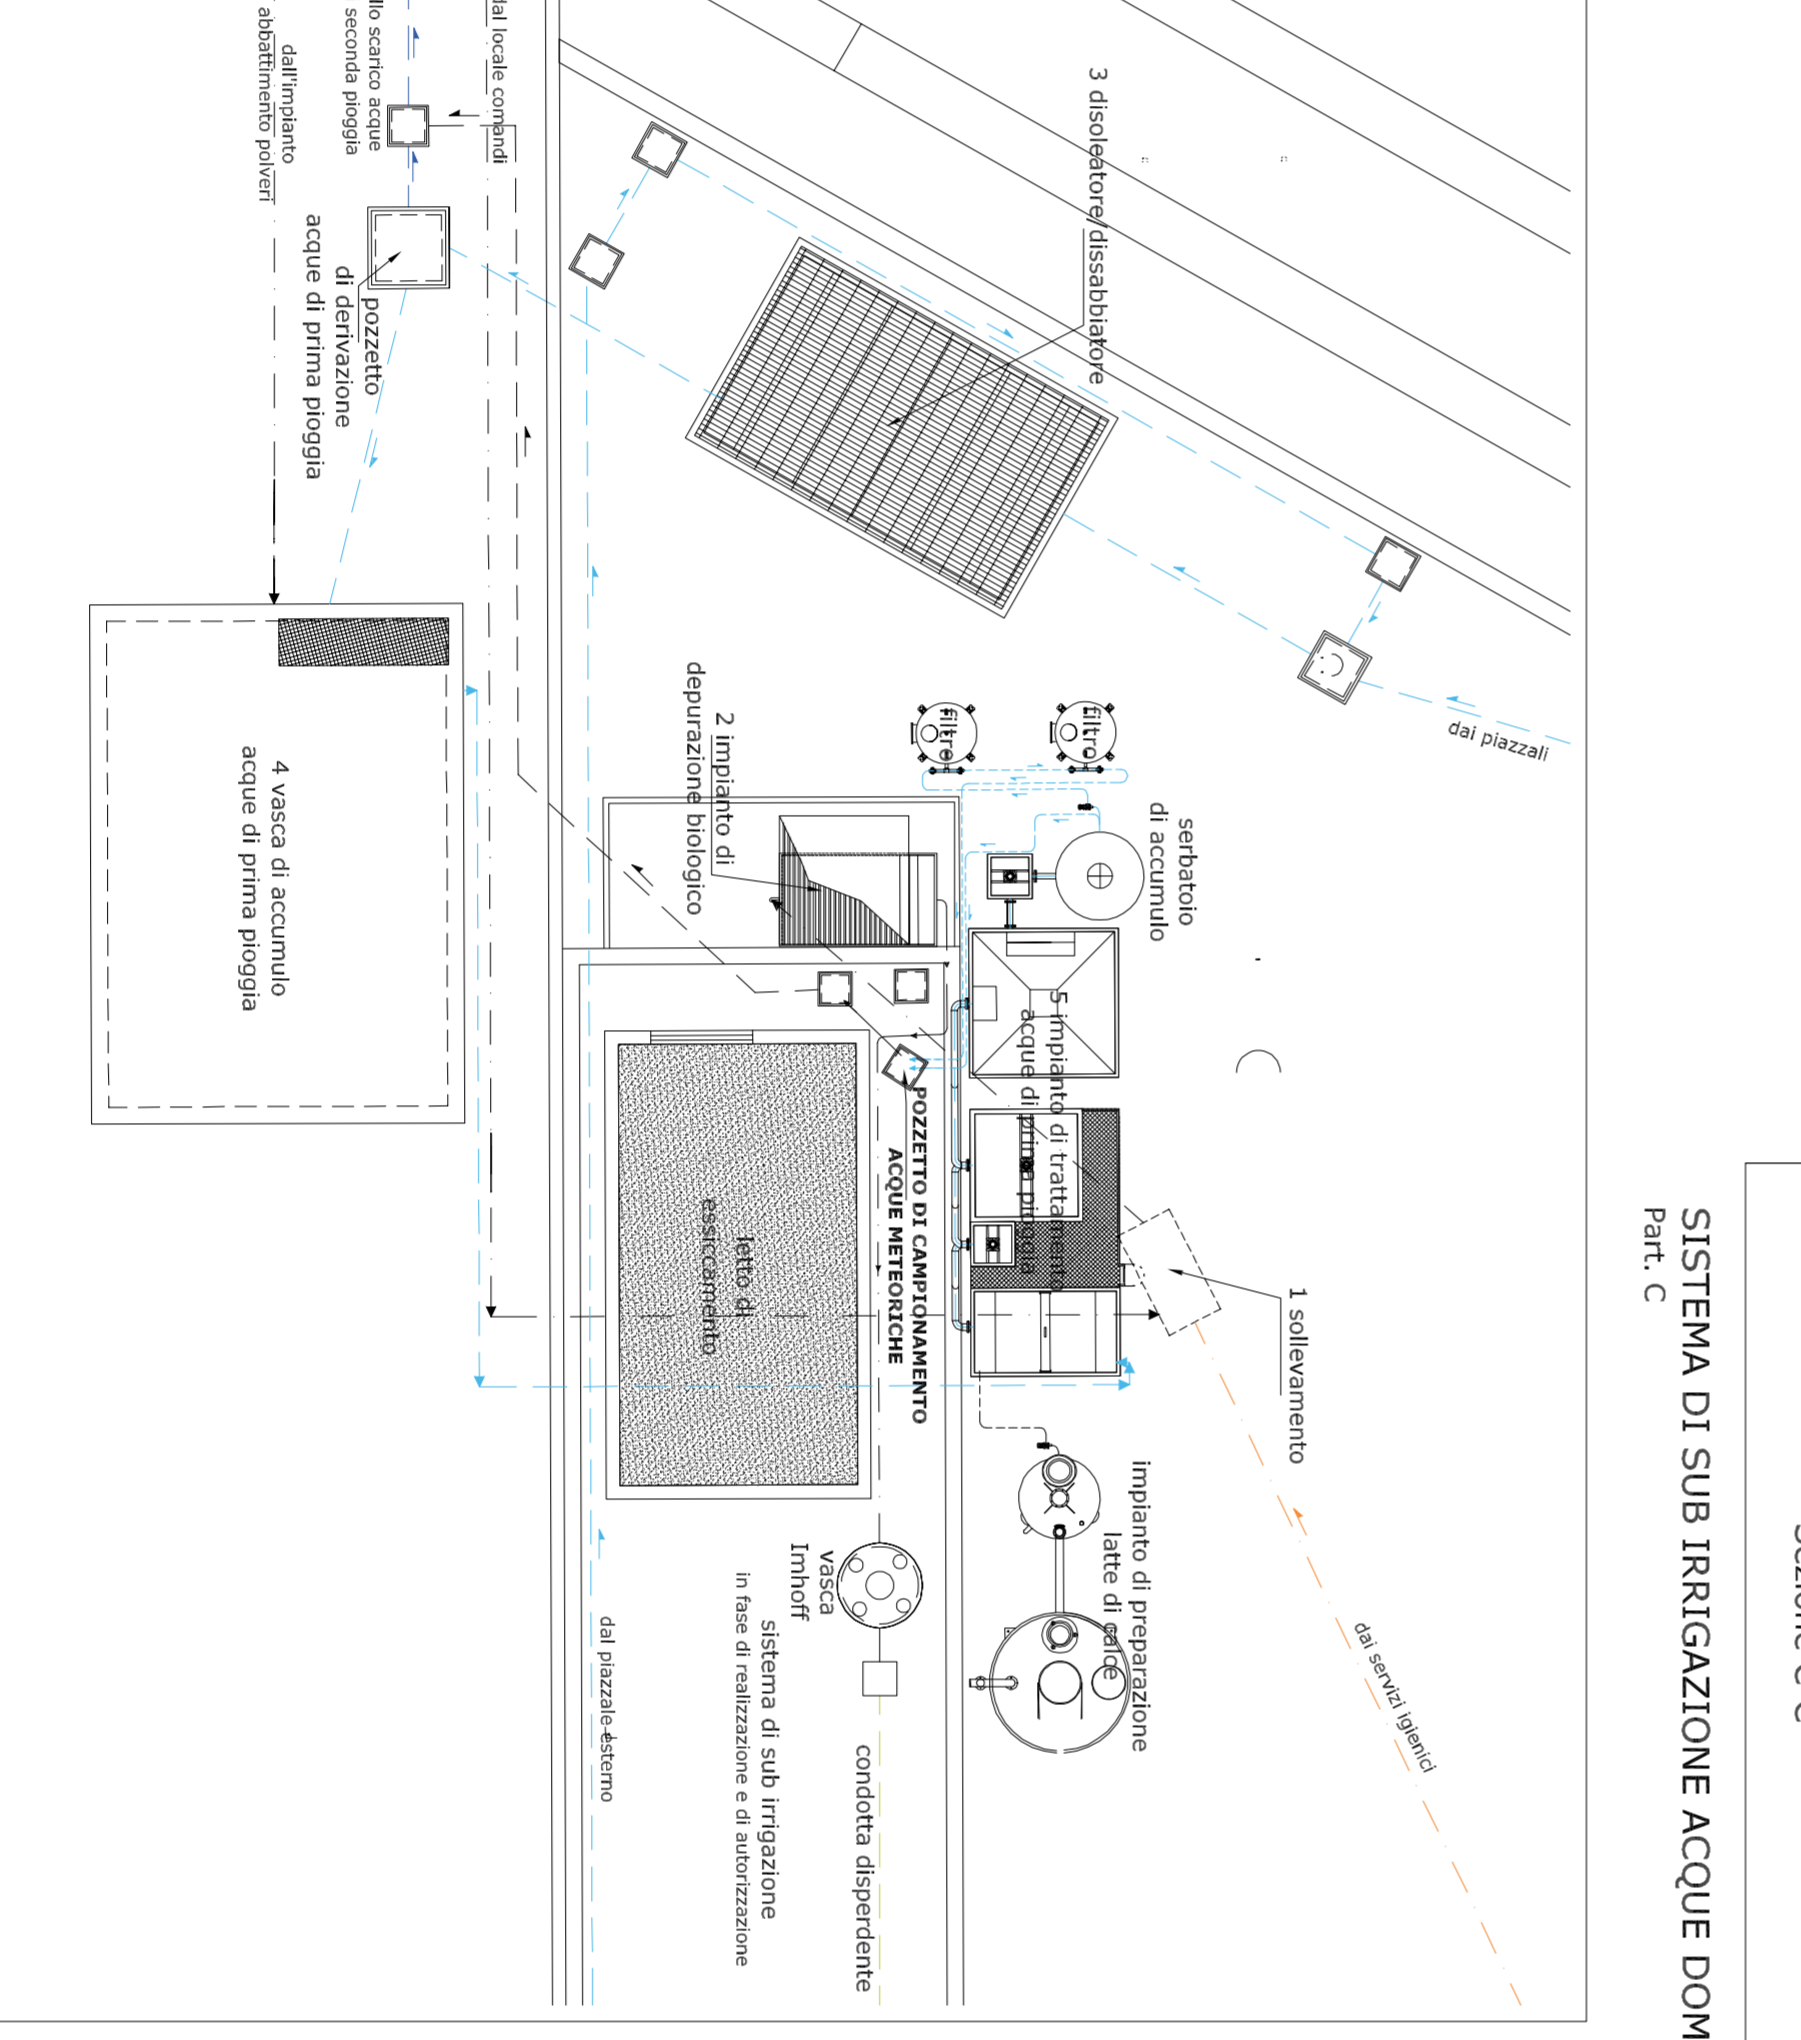 SISTEMA DI SUB IRRIGAZIONE ACQUE DOM
Part. C
3 disoleatore/dissabbiatore
dai piazzali
serbatoio
di accumulo
filtro
filtro
1 sollevamento
dai servizi igienici
impianto di preparazione
latte di calce
5 impianto di trattamento
acque di prima pioggia
POZZETTO DI CAMPIONAMENTO
ACQUE METEORICHE
2 impianto di
depurazione biologico
letto di
essiccamento
vasca
Imhoff
condotta disperdente
sistema di sub irrigazione
in fase di realizzazione e di autorizzazione
dal piazzale esterno
dal locale comandi
llo scarico acque
seconda pioggia
dall'impianto
abbattimento polveri
pozzetto
di derivazione
acque di prima pioggia
4 vasca di accumulo
acque di prima pioggia